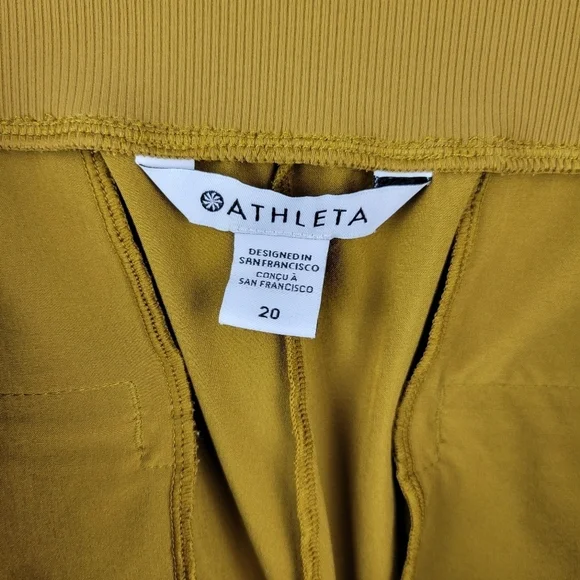 ATHLETA
DESIGNED IN
SAN FRANCISCO
CONÇU À
SAN FRANCISCO
20